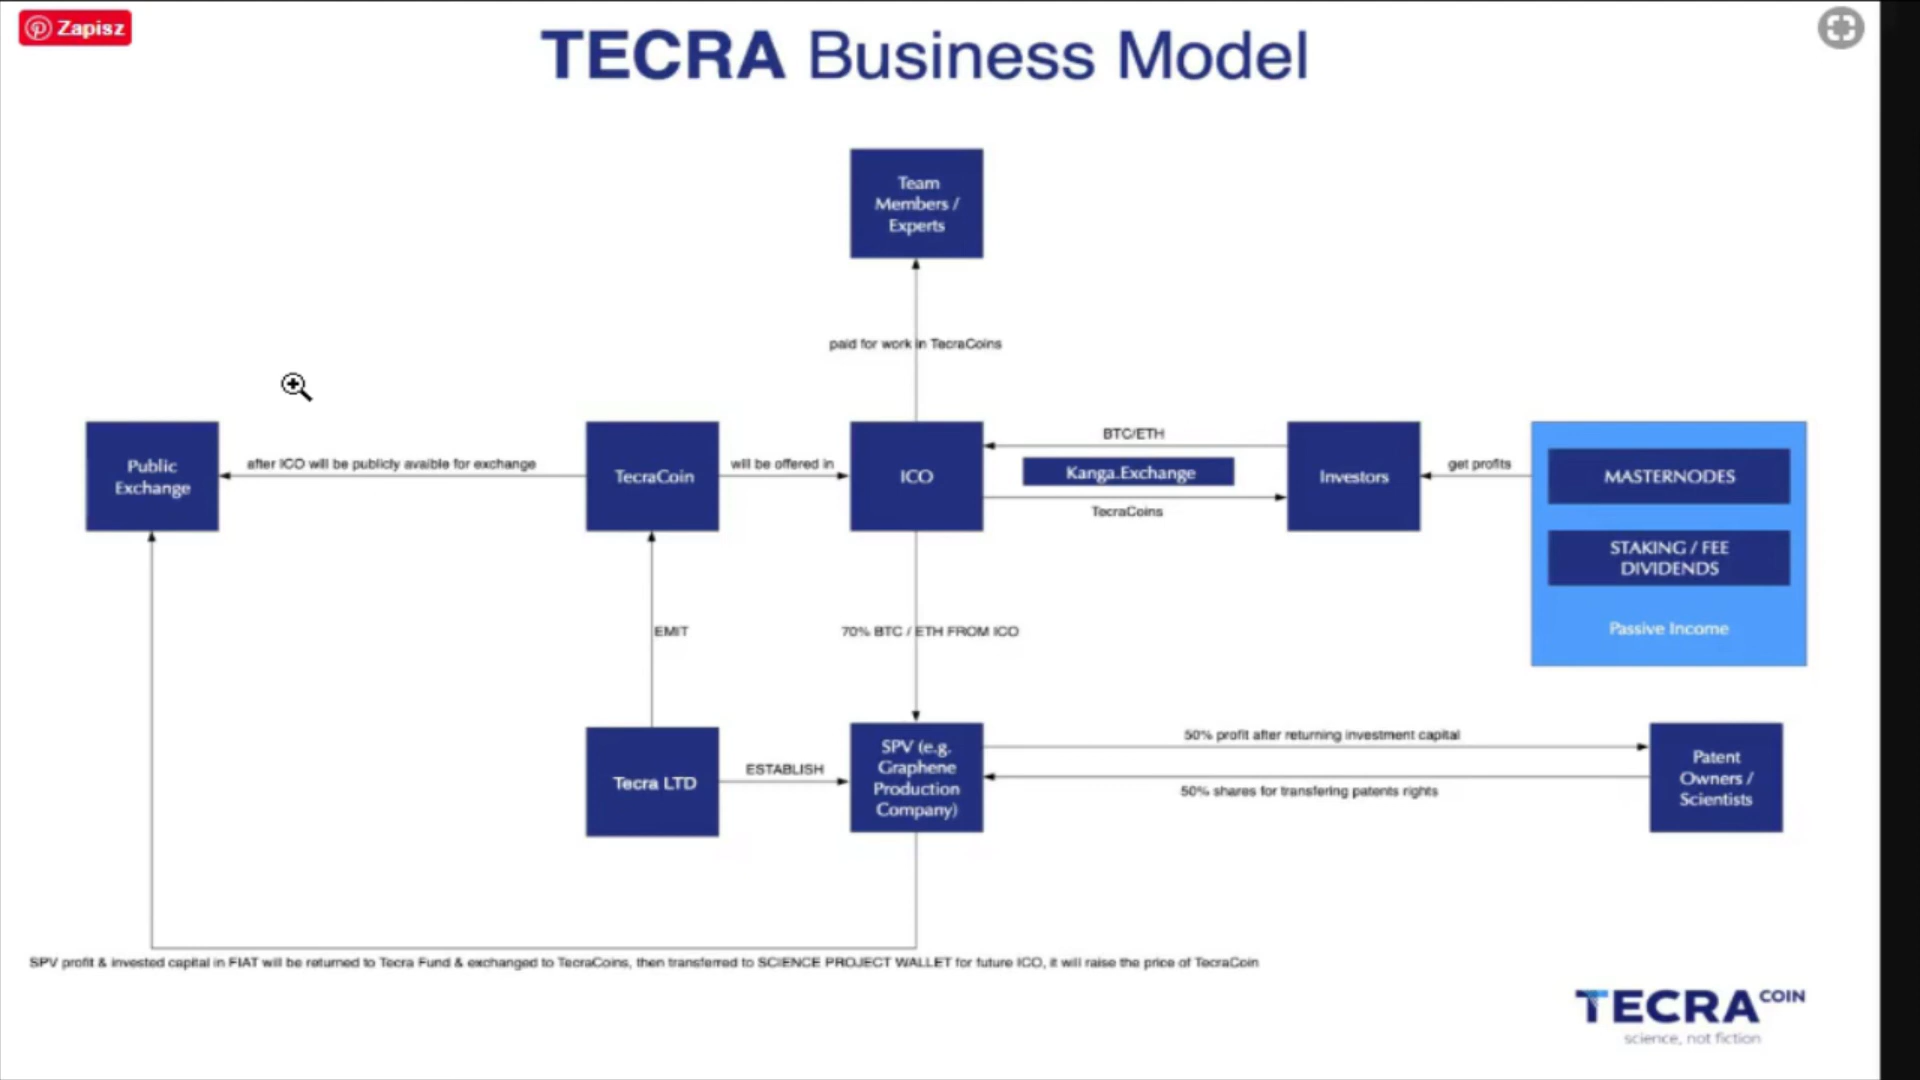 Zapisz
TECRA Business Model
Team
Members /
Experts
paid for work in TecraCoins
Public
Exchange
after ICO will be publicly avaible for exchange
TecraCoin
will be offered in
ICO
BTC/ETH
Kanga.Exchange
TecraCoins
Investors
get profits
MASTERNODES
STAKING / FEE
DIVIDENDS
Passive Income
EMIT
70% BTC / ETH FROM ICO
Tecra LTD
ESTABLISH
SPV (e.g.
Graphene
Production
Company)
50% profit after returning investment capital
50% shares for transfering patents rights
Patent
Owners /
Scientists
SPV profit & invested capital in FIAT will be returned to Tecra Fund & exchanged to TecraCoins, then transferred to SCIENCE PROJECT WALLET for future ICO, it will raise the price of TecraCoin
TECRA COIN
science, not fiction